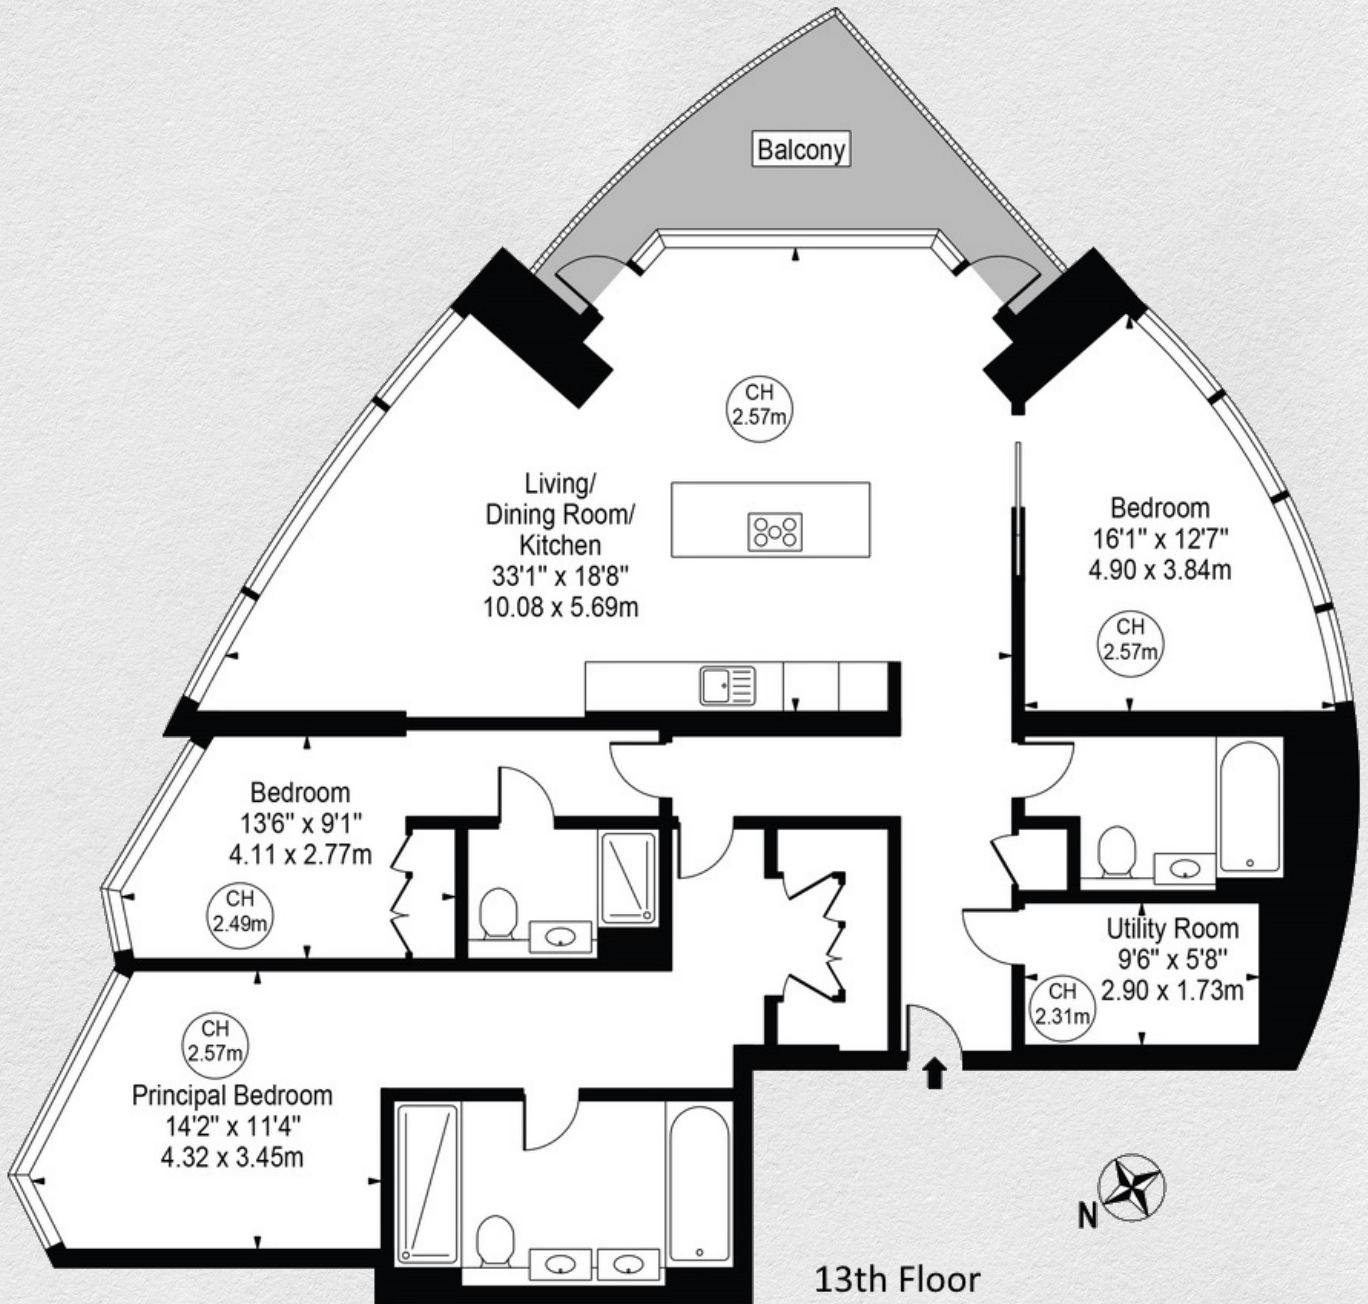 Balcony
CH
2.57m
Living/
Dining Room/
Kitchen
33'1" x 18'8"
10.08 x 5.69m
Bedroom
16'1" x 12'7"
4.90 x 3.84m
CH
2.57m
Bedroom
13'6" x 9'1"
4.11 x 2.77m
CH
2.49m
Utility Room
9'6" x 5'8"
2.90 x 1.73m
CH
2.31m
CH
2.57m
Principal Bedroom
14'2" x 11'4"
4.32 x 3.45m
N
13th Floor